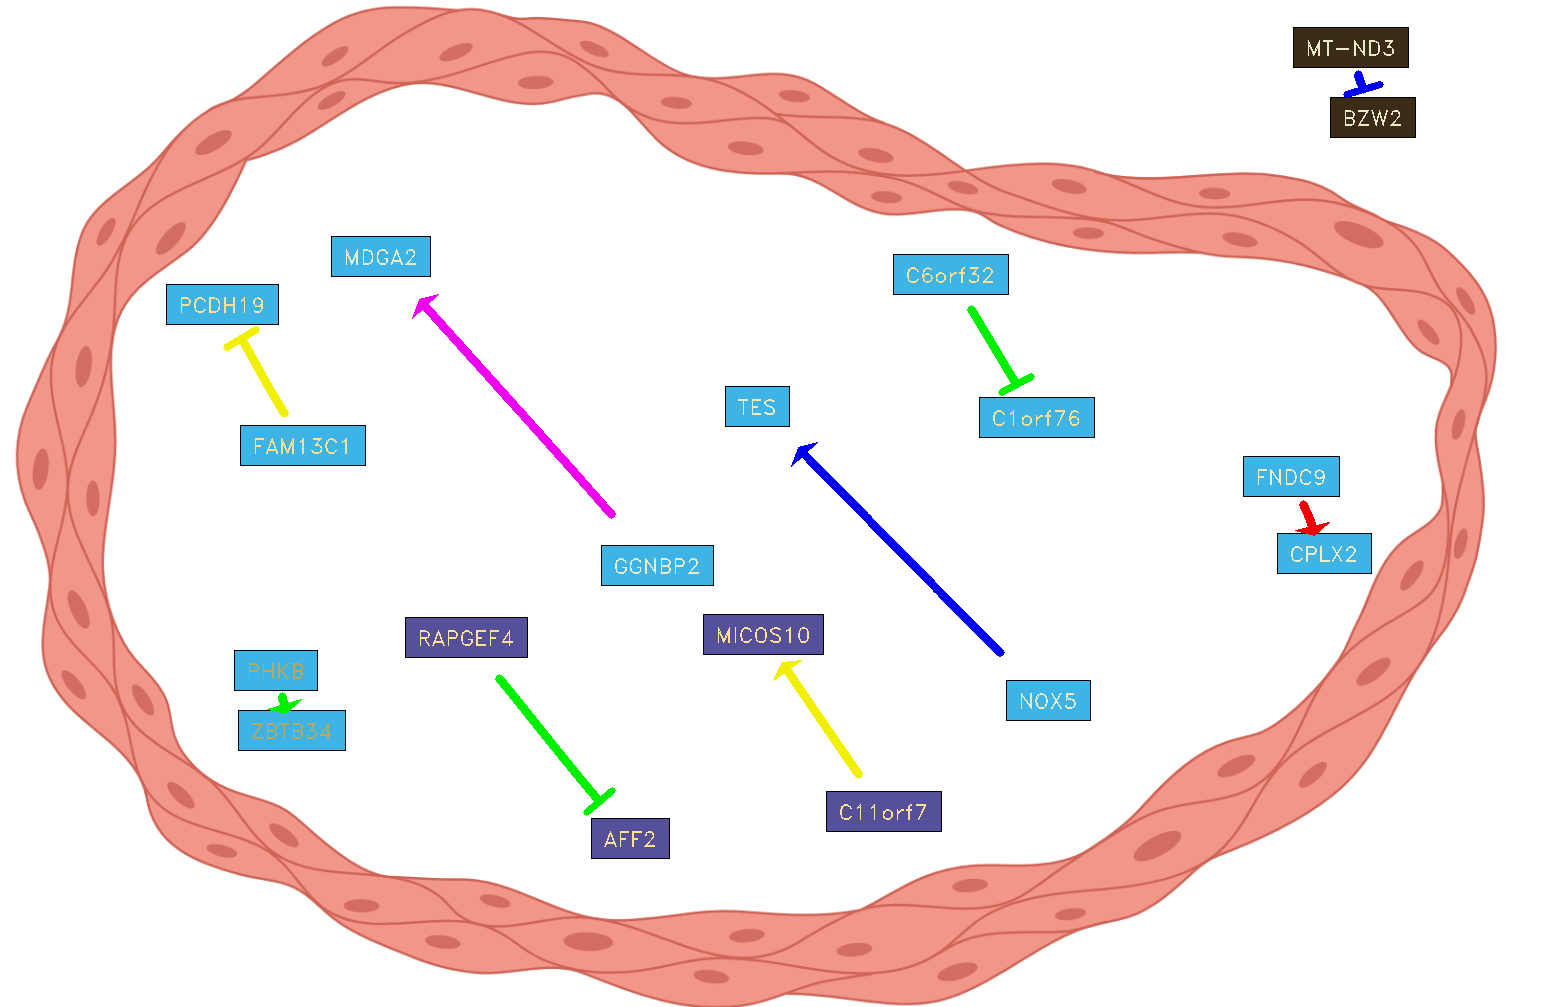 MT-ND3
BZW2
MDGA2
C6orf32
PCDH19
TES
C1orf76
FAM13C1
FNDC9
CPLX2
GGNBP2
RAPGEF4
MICOS10
PHKB
NOX5
ZBTB34
C11orf7
AFF2